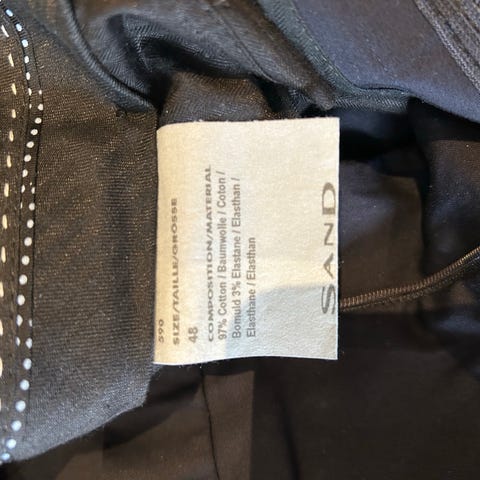 590
SIZE/TAILLE/GRÖSSE
48
COMPOSITION/MATERIAL
97% Cotton / Baumwolle / Coton /
Bomuld 3% Elastane / Elasthan /
Elasthane / Elasthan
SAND